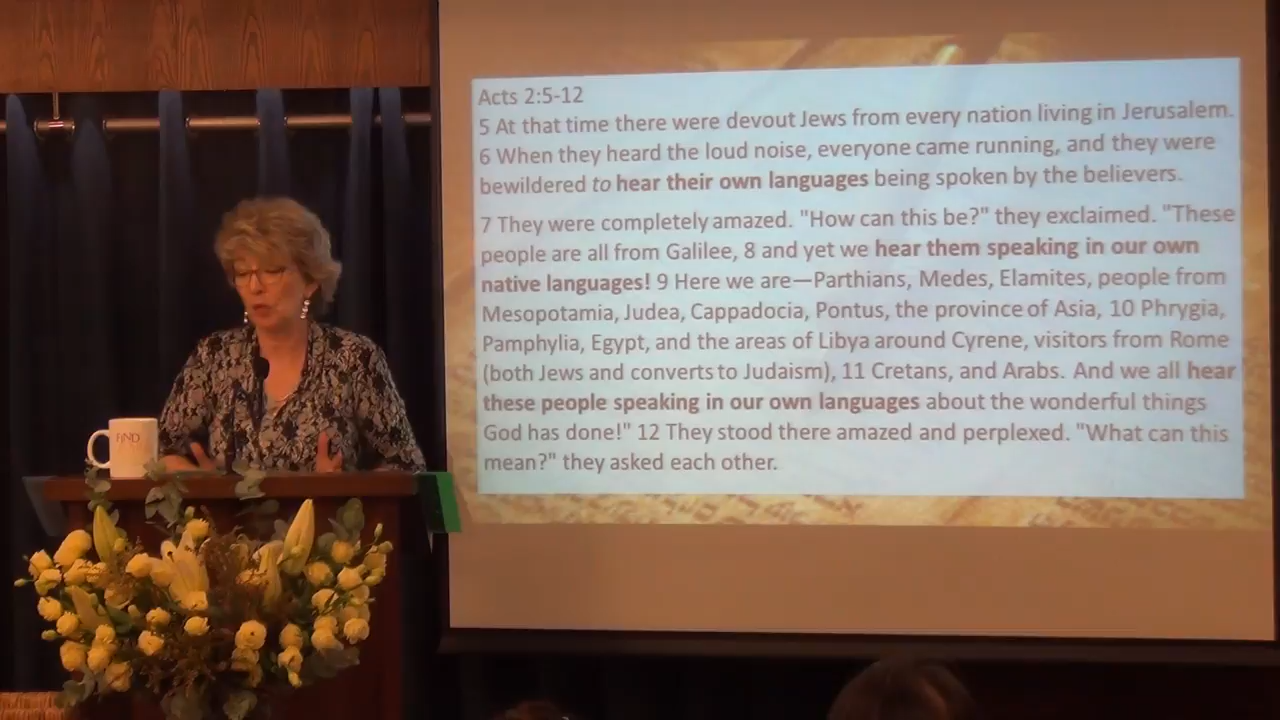 Acts 2:5-12
5 At that time there were devout Jews from every nation living in Jerusalem.
6 When they heard the loud noise, everyone came running, and they were
bewildered to hear their own languages being spoken by the believers.
7 They were completely amazed. "How can this be?" they exclaimed. "These
people are all from Galilee, 8 and yet we hear them speaking in our own
native languages! 9 Here we are—Parthians, Medes, Elamites, people from
Mesopotamia, Judea, Cappadocia, Pontus, the province of Asia, 10 Phrygia,
Pamphylia, Egypt, and the areas of Libya around Cyrene, visitors from Rome
(both Jews and converts to Judaism), 11 Cretans, and Arabs. And we all hear
these people speaking in our own languages about the wonderful things
God has done!" 12 They stood there amazed and perplexed. "What can this
mean?" they asked each other.
FIND